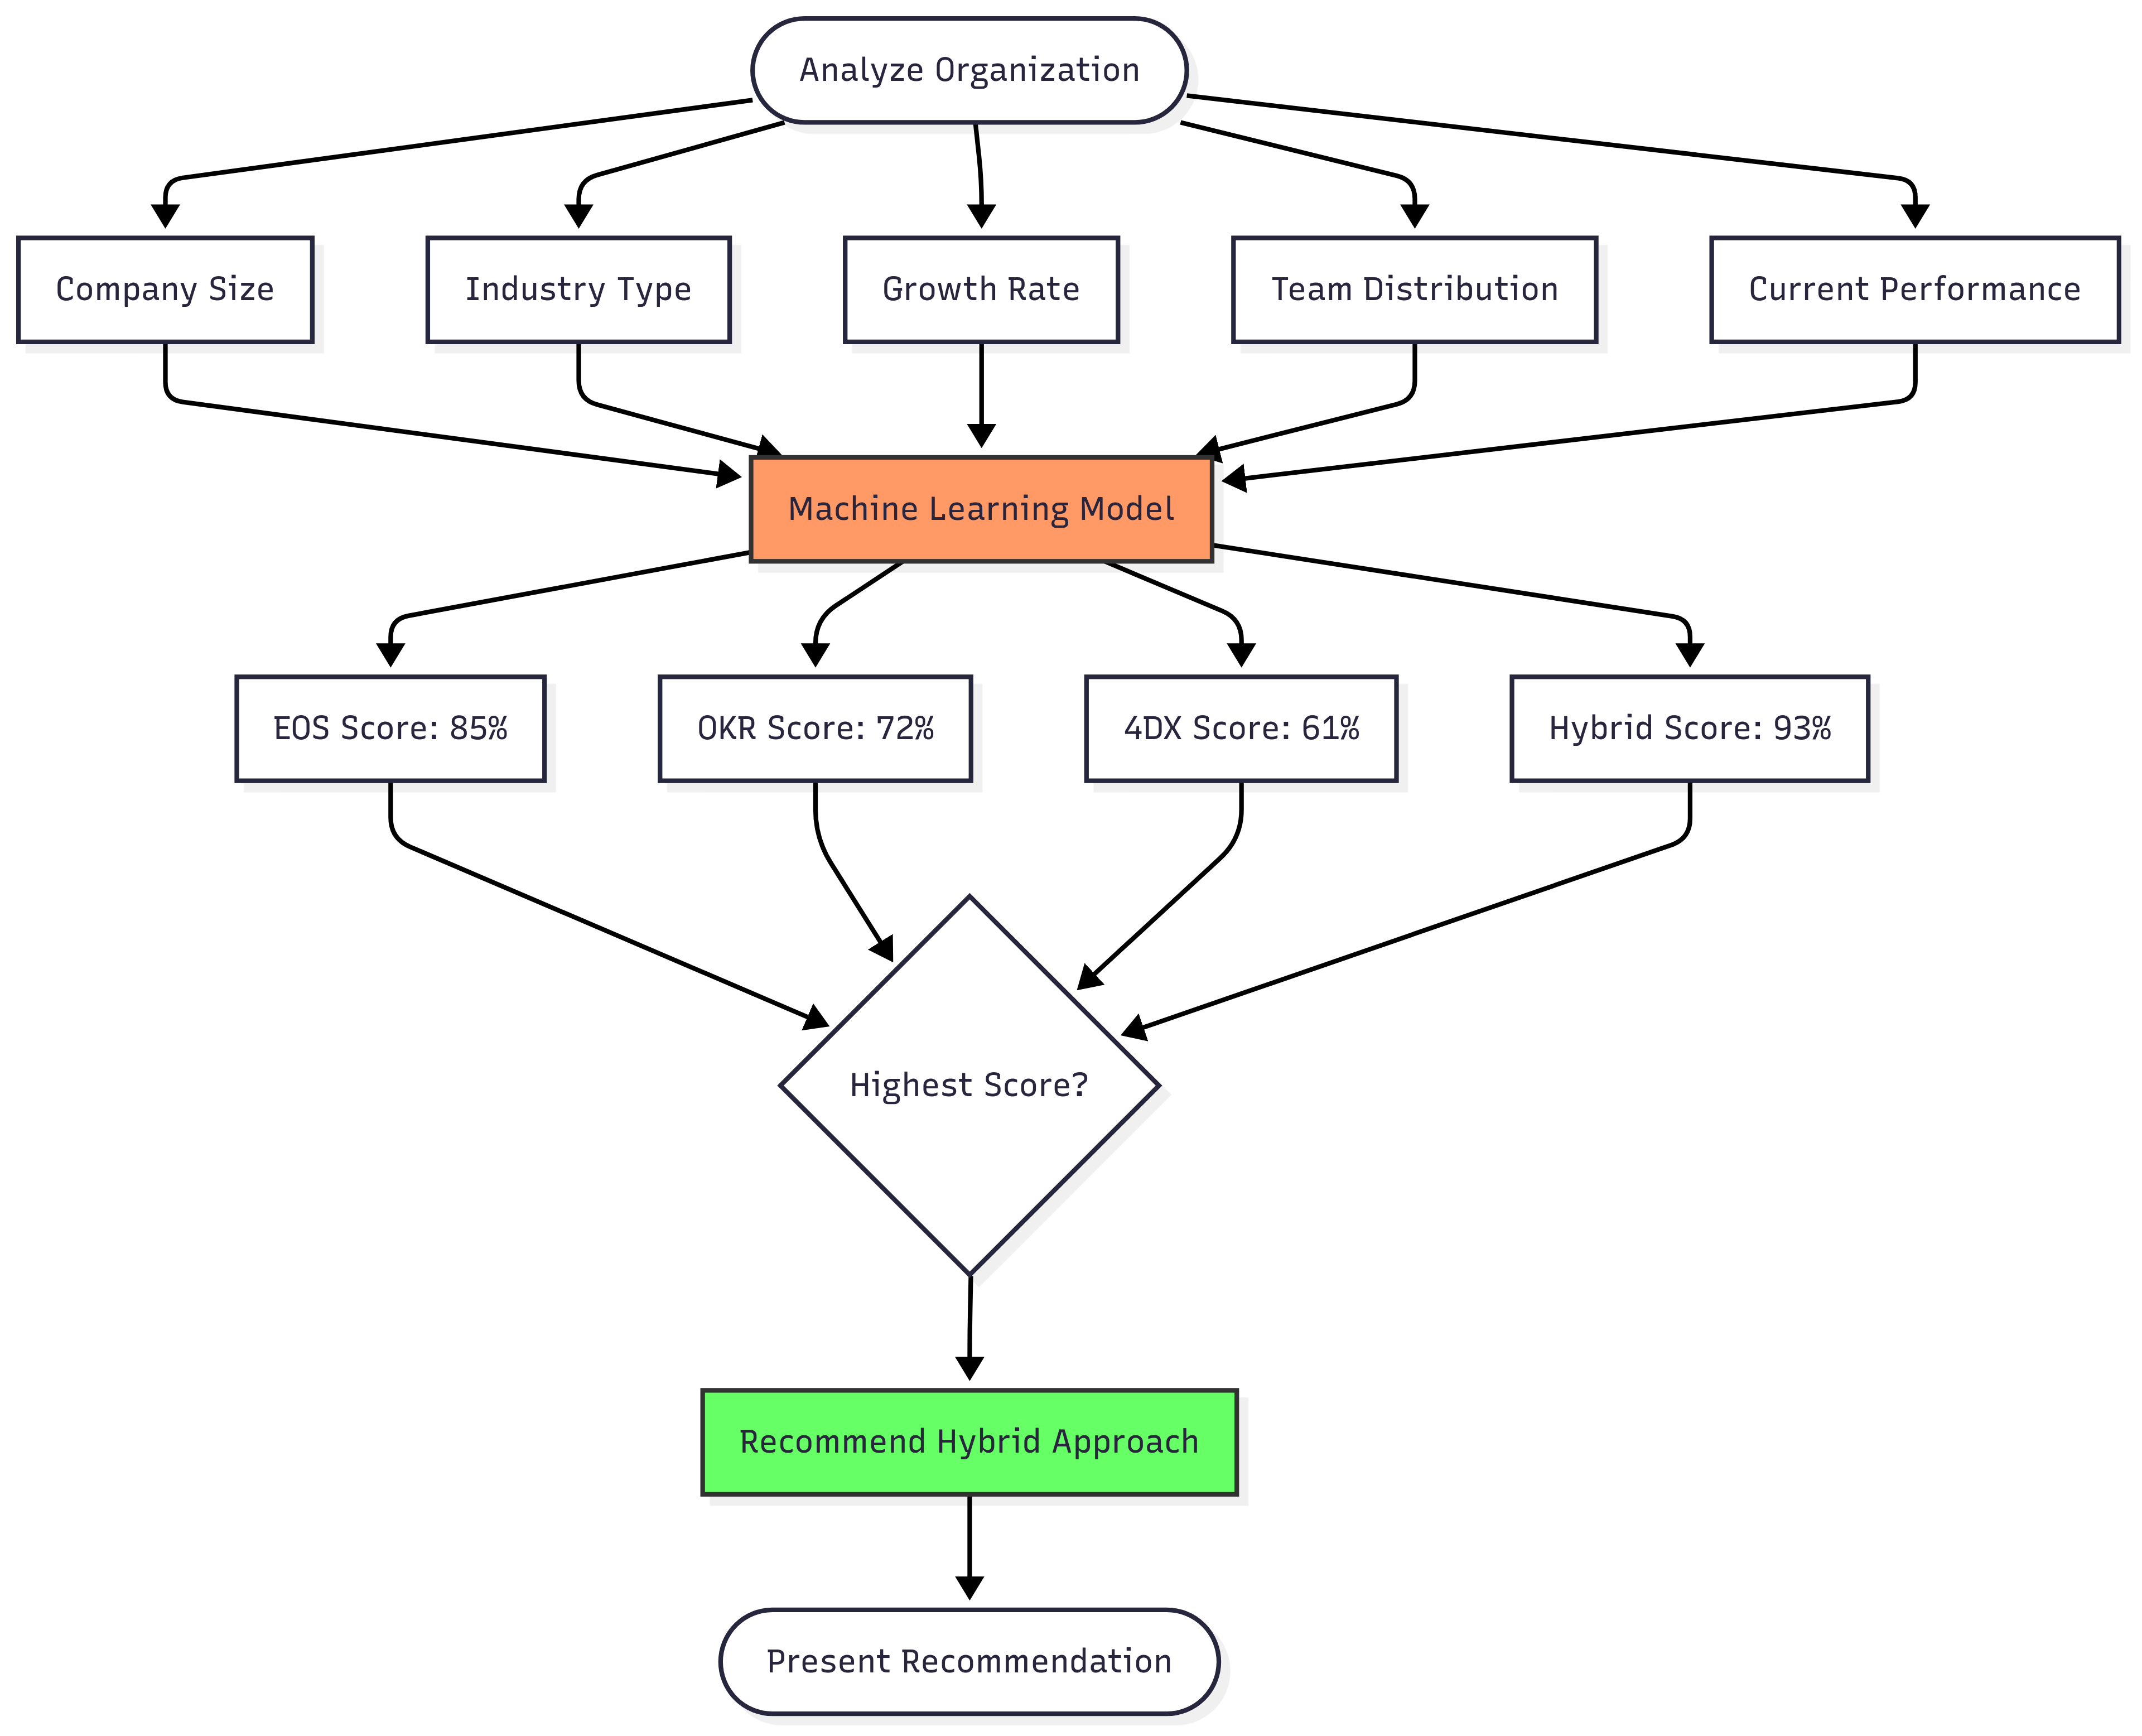 Analyze Organization
Company Size
Industry Type
Growth Rate
Team Distribution
Current Performance
Machine Learning Model
EOS Score: 85%
OKR Score: 72%
4DX Score: 61%
Hybrid Score: 93%
Highest Score?
Recommend Hybrid Approach
Present Recommendation